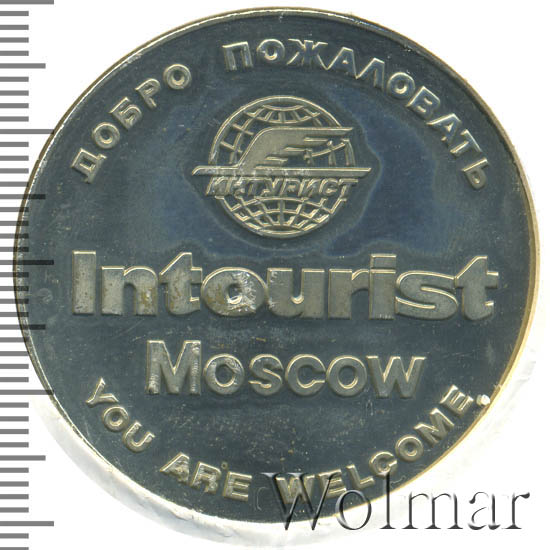 ДОБРО ПОЖАЛОВАТЬ
ИНТУРИСТ
Intourist
MOSCOW
YOU ARE WELCOME.
Wolmar